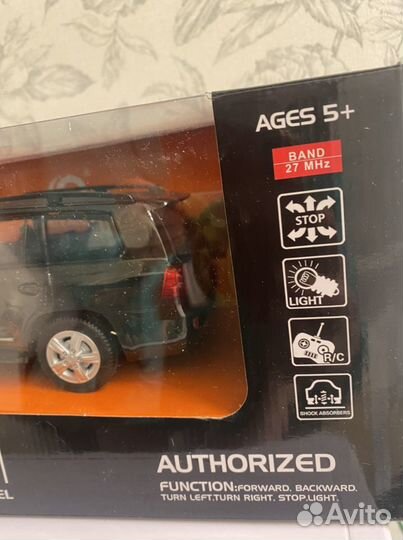 AGES 5+
BAND
27 MHz
STOP
LIGHT
R/C
SHOCK ABSORBERS
AUTHORIZED
FUNCTION:FORWARD. BACKWARD.
TURN LEFT.TURN RIGHT. STOP.LIGHT.
EL
Avito